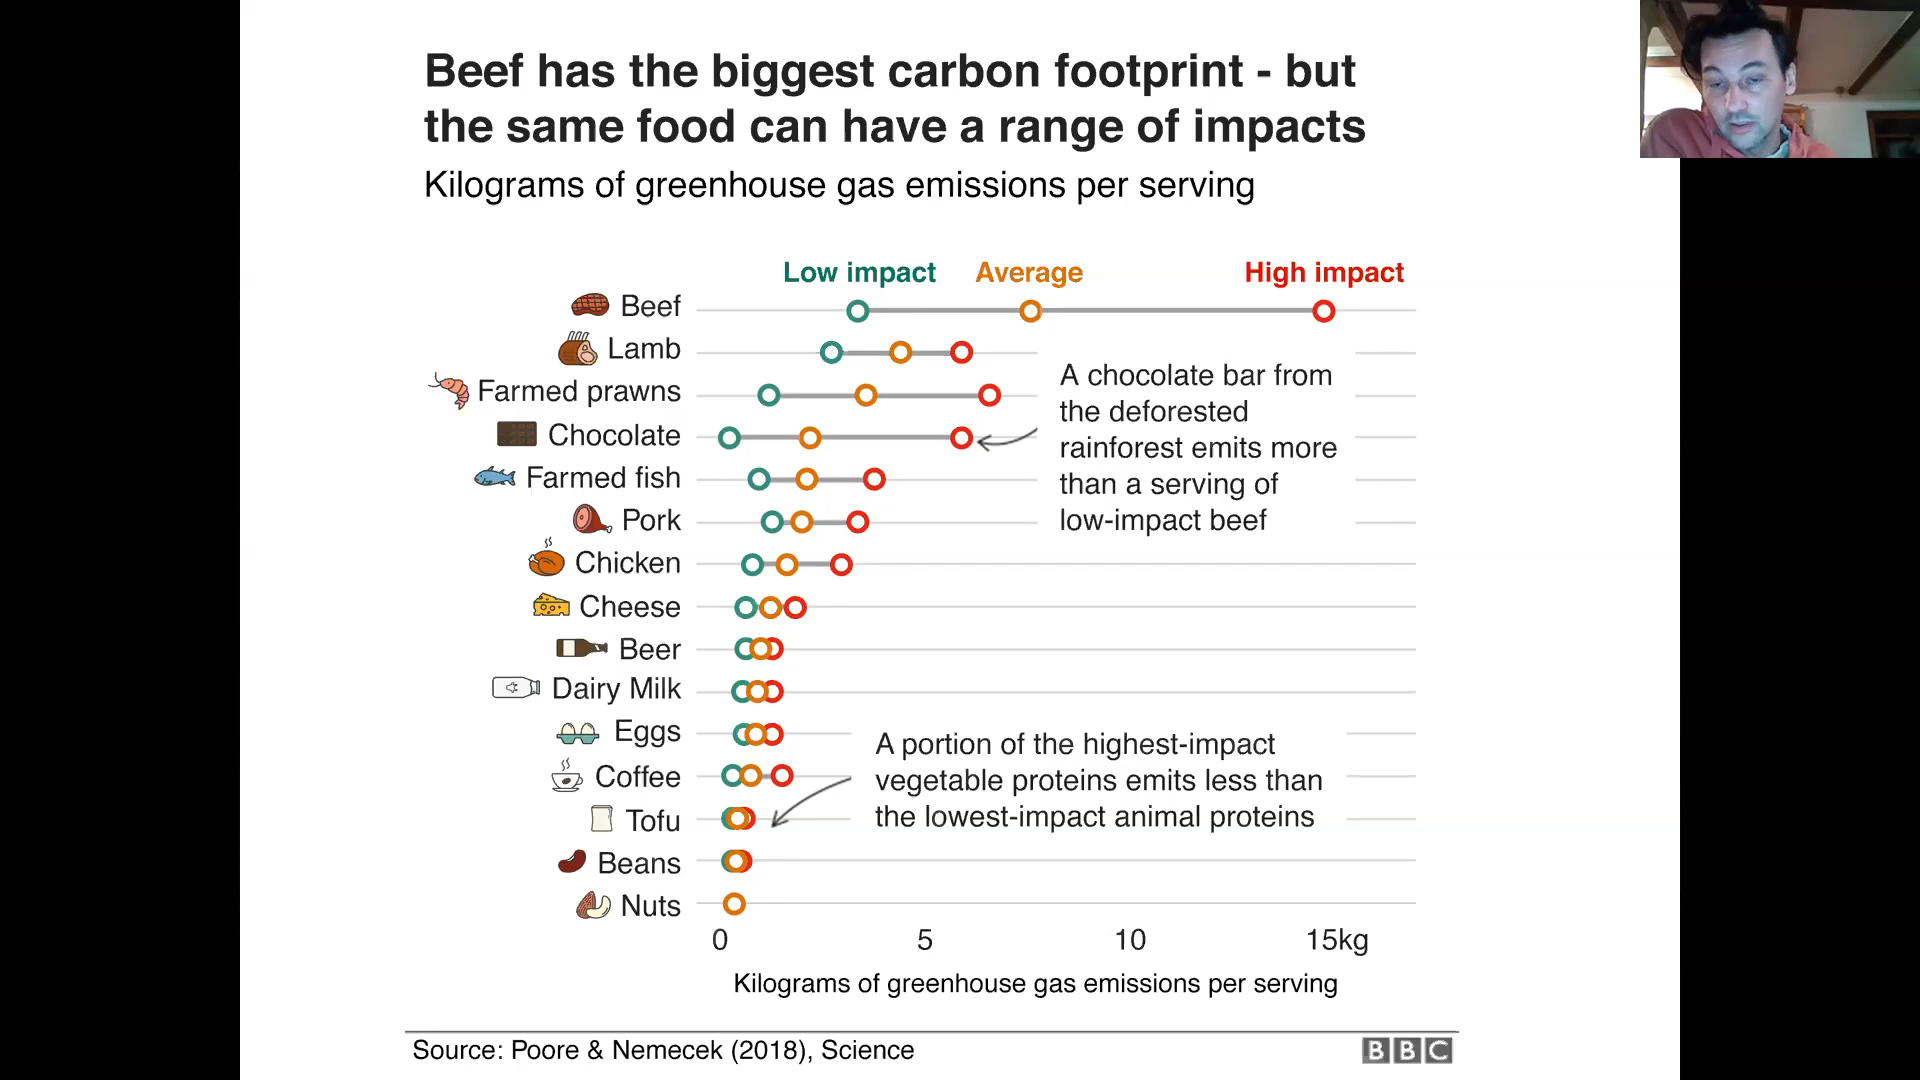 Beef has the biggest carbon footprint - but
the same food can have a range of impacts
Kilograms of greenhouse gas emissions per serving
Low impact
Average
High impact
Beef
Lamb
Farmed prawns
Chocolate
Farmed fish
Pork
Chicken
Cheese
Beer
Dairy Milk
Eggs
Coffee
Tofu
Beans
Nuts
A chocolate bar from
the deforested
rainforest emits more
than a serving of
low-impact beef
A portion of the highest-impact
vegetable proteins emits less than
the lowest-impact animal proteins
0
5
10
15kg
Kilograms of greenhouse gas emissions per serving
Source: Poore & Nemecek (2018), Science
BBC